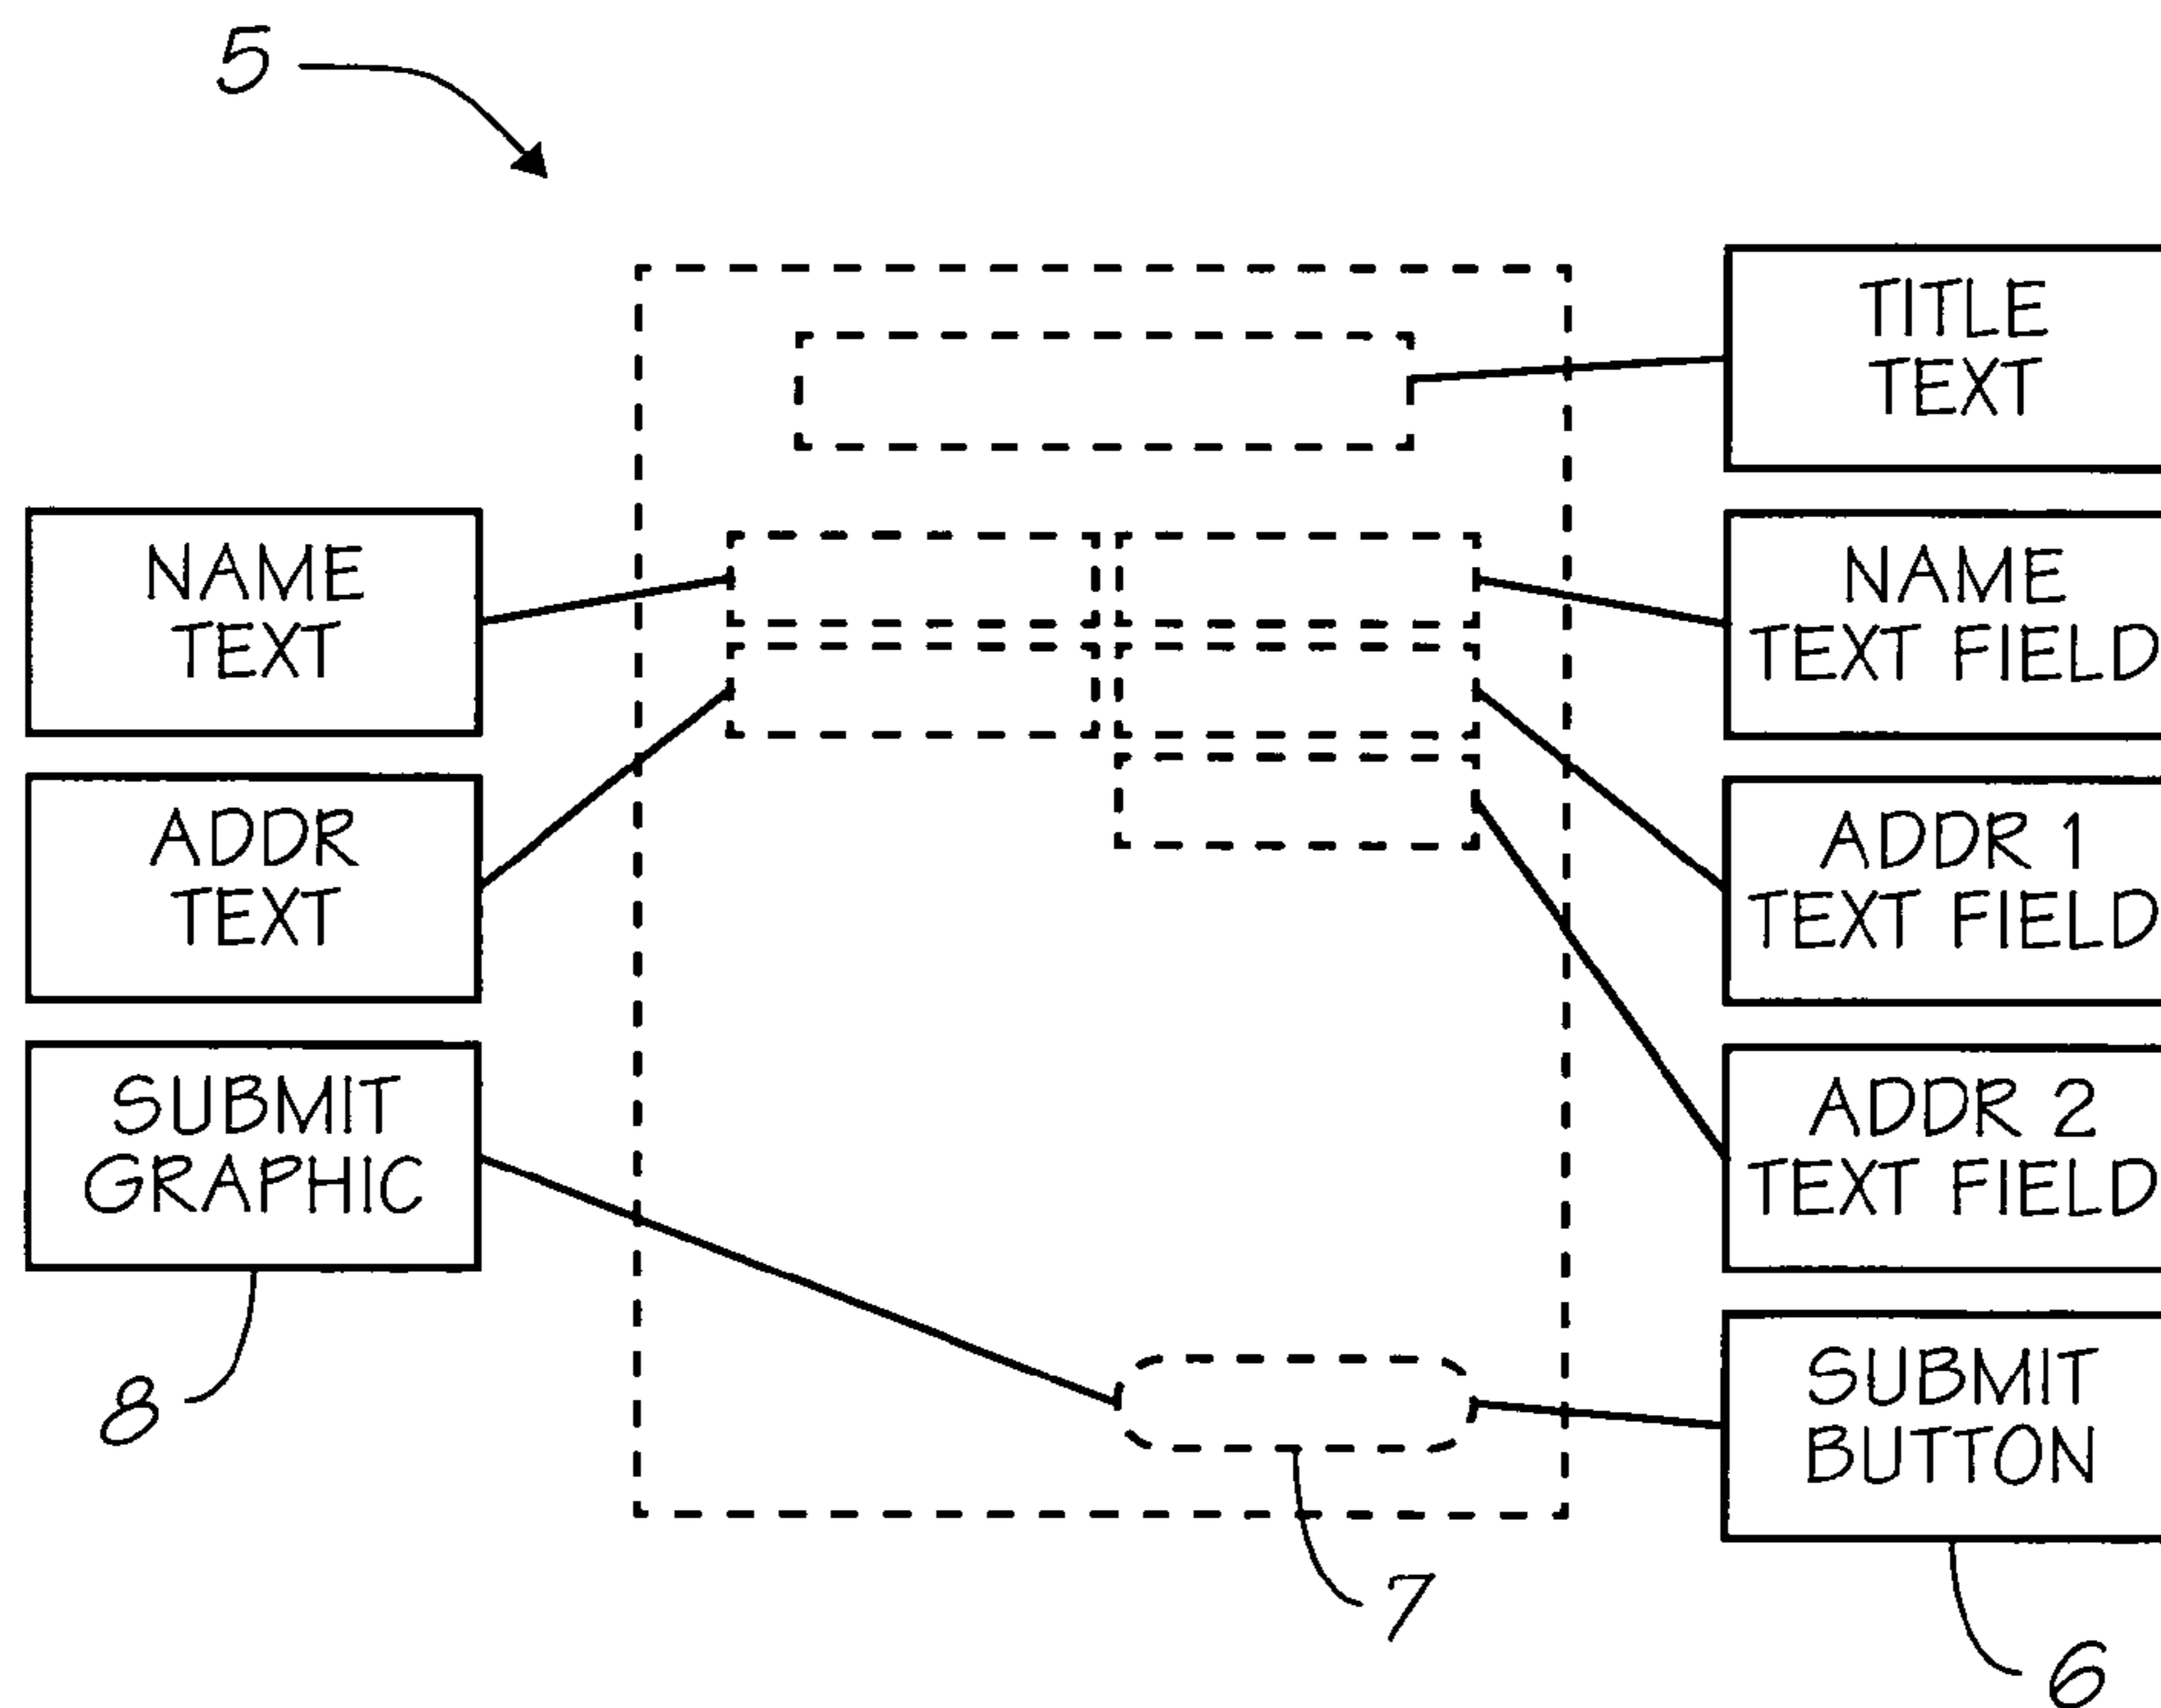 5
TITLE
TEXT
NAME
TEXT
NAME
TEXT FIELD
ADDR
TEXT
ADDR 1
TEXT FIELD
SUBMIT
GRAPHIC
ADDR 2
TEXT FIELD
SUBMIT
BUTTON
8
7
6